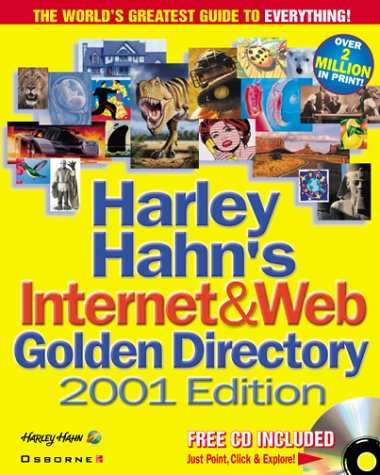 THE WORLD'S GREATEST GUIDE TO EVERYTHING!
OVER
2
MILLION
IN PRINT!
Harley
Hahn's
Internet&Web
Golden Directory
2001 Edition
HARLEY HAHN
OSBORNE
FREE CD INCLUDED
Just Point, Click & Explore!